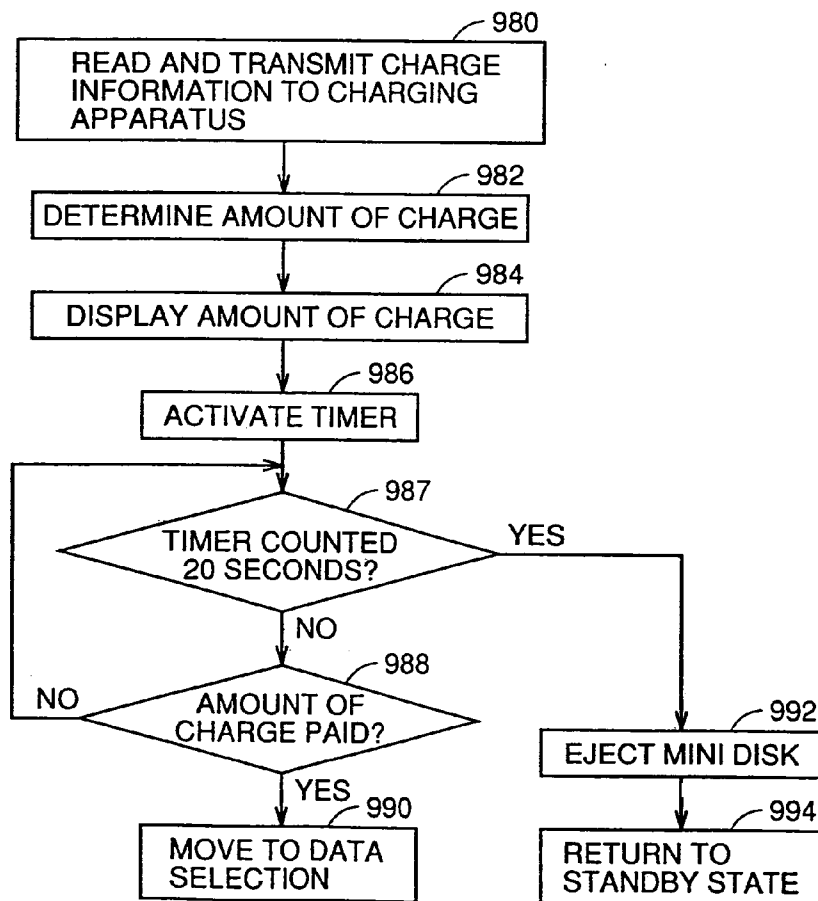 980
READ AND TRANSMIT CHARGE
INFORMATION TO CHARGING
APPARATUS
982
DETERMINE AMOUNT OF CHARGE
984
DISPLAY AMOUNT OF CHARGE
986
ACTIVATE TIMER
987
TIMER COUNTED
20 SECONDS?
YES
NO
988
AMOUNT OF
CHARGE PAID?
NO
YES
990
MOVE TO DATA
SELECTION
992
EJECT MINI DISK
994
RETURN TO
STANDBY STATE